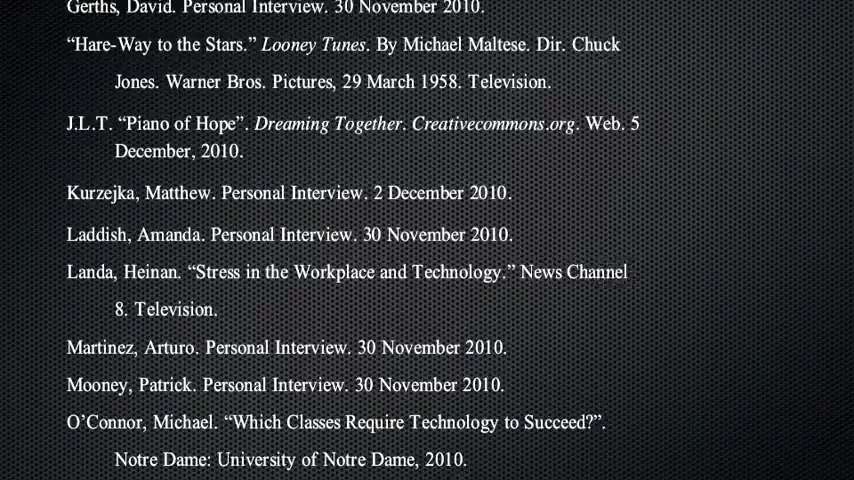 Gerths, David. Personal Interview. 30 November 2010.
“Hare-Way to the Stars.” Looney Tunes. By Michael Maltese. Dir. Chuck
Jones. Warner Bros. Pictures, 29 March 1958. Television.
J.L.T. “Piano of Hope”. Dreaming Together. Creativecommons.org. Web. 5
December, 2010.
Kurzejka, Matthew. Personal Interview. 2 December 2010.
Laddish, Amanda. Personal Interview. 30 November 2010.
Landa, Heinan. “Stress in the Workplace and Technology.” News Channel
8. Television.
Martinez, Arturo. Personal Interview. 30 November 2010.
Mooney, Patrick. Personal Interview. 30 November 2010.
O’Connor, Michael. “Which Classes Require Technology to Succeed?”.
Notre Dame: University of Notre Dame, 2010.